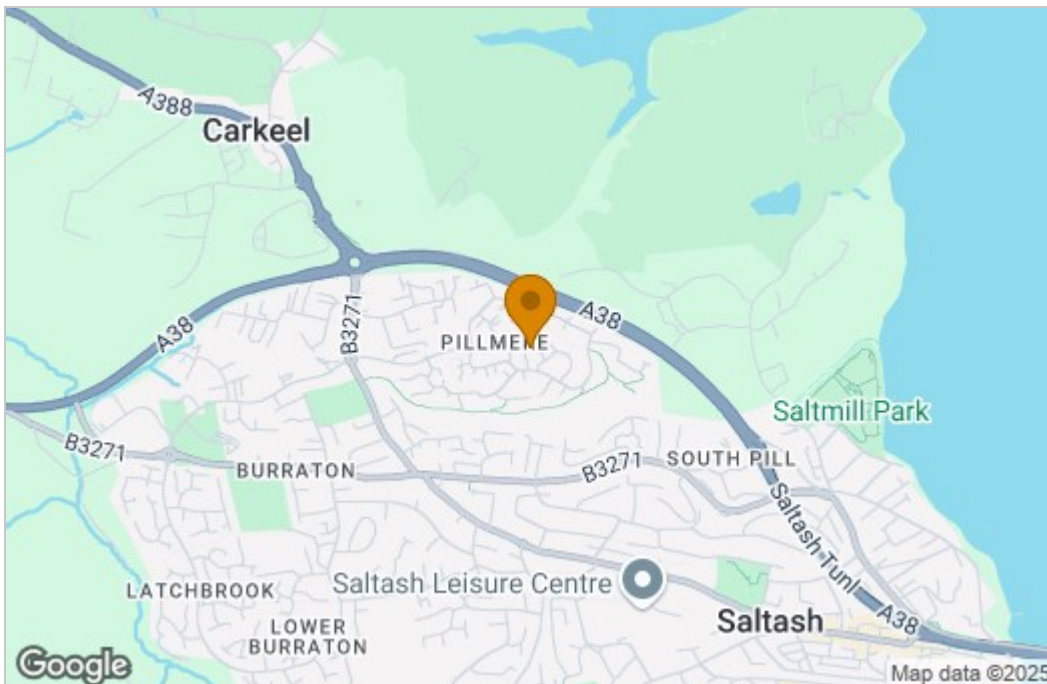 A388
Carkeel
A38
B3271
A38
PILLMERE
Saltmill Park
B3271
BURRATON
B3271
SOUTH PILL
Saltash Tunl
LATCHBROOK
Saltash Leisure Centre
LOWER
BURRATON
Saltash
A38
Google
Map data ©2025